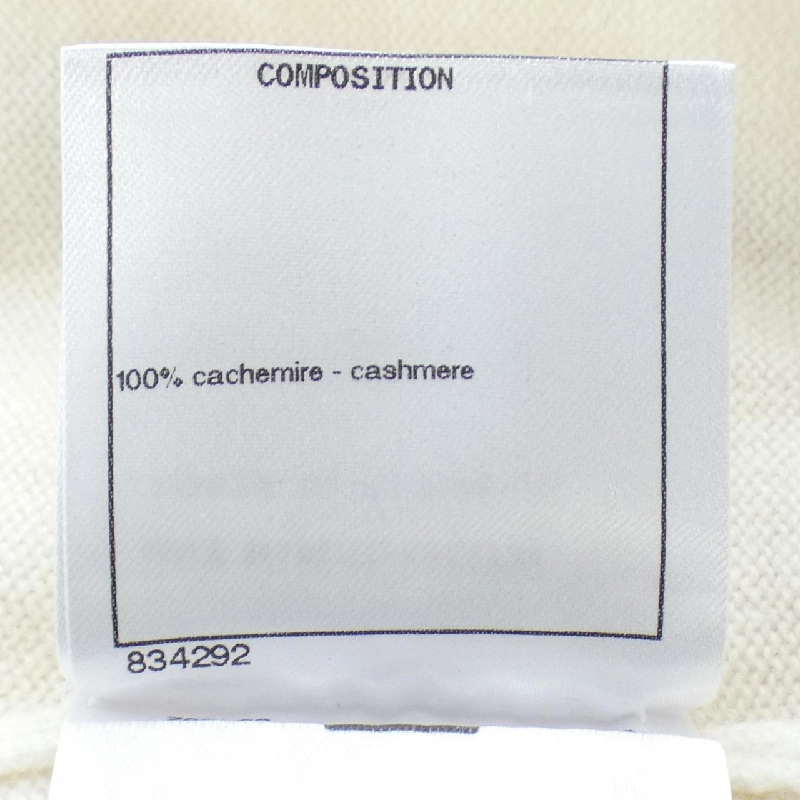 COMPOSITION
100% cachemire - cashmere
834292